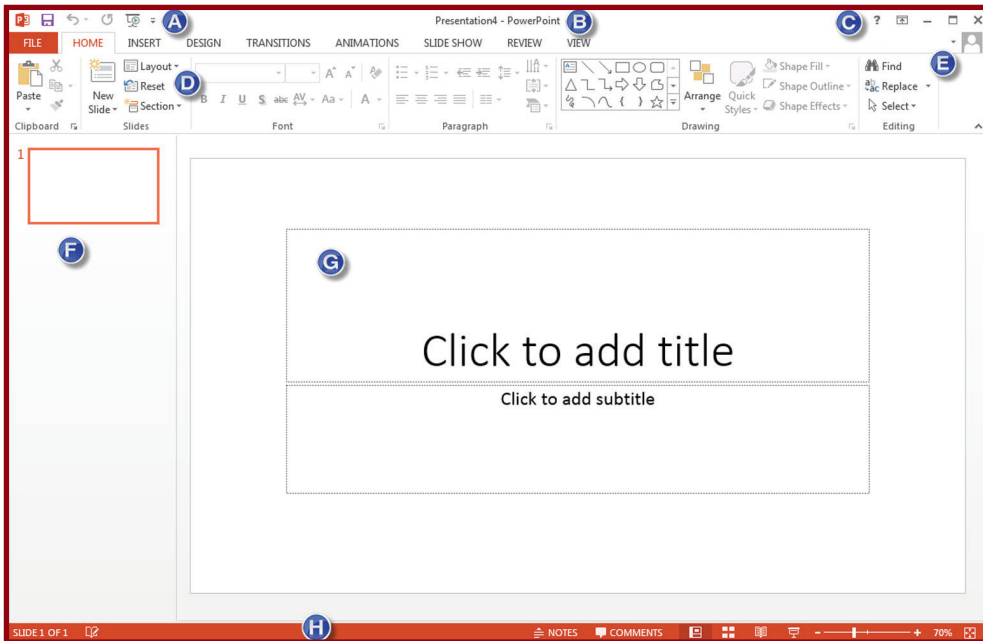 A
Presentation4 - PowerPoint B
C ?
FILE HOME INSERT DESIGN TRANSITIONS ANIMATIONS SLIDE SHOW REVIEW VIEW
E
Paste
New
Slide
Layout
Reset
Section
D
B I U S abc AV Aa A
A A
Arrange
Quick
Styles
Shape Fill
Shape Outline
Shape Effects
Find
Replace
Select
Clipboard Slides Font Paragraph Drawing Editing
1
F
G
Click to add title
Click to add subtitle
H
SLIDE 1 OF 1 NOTES COMMENTS - + 70%